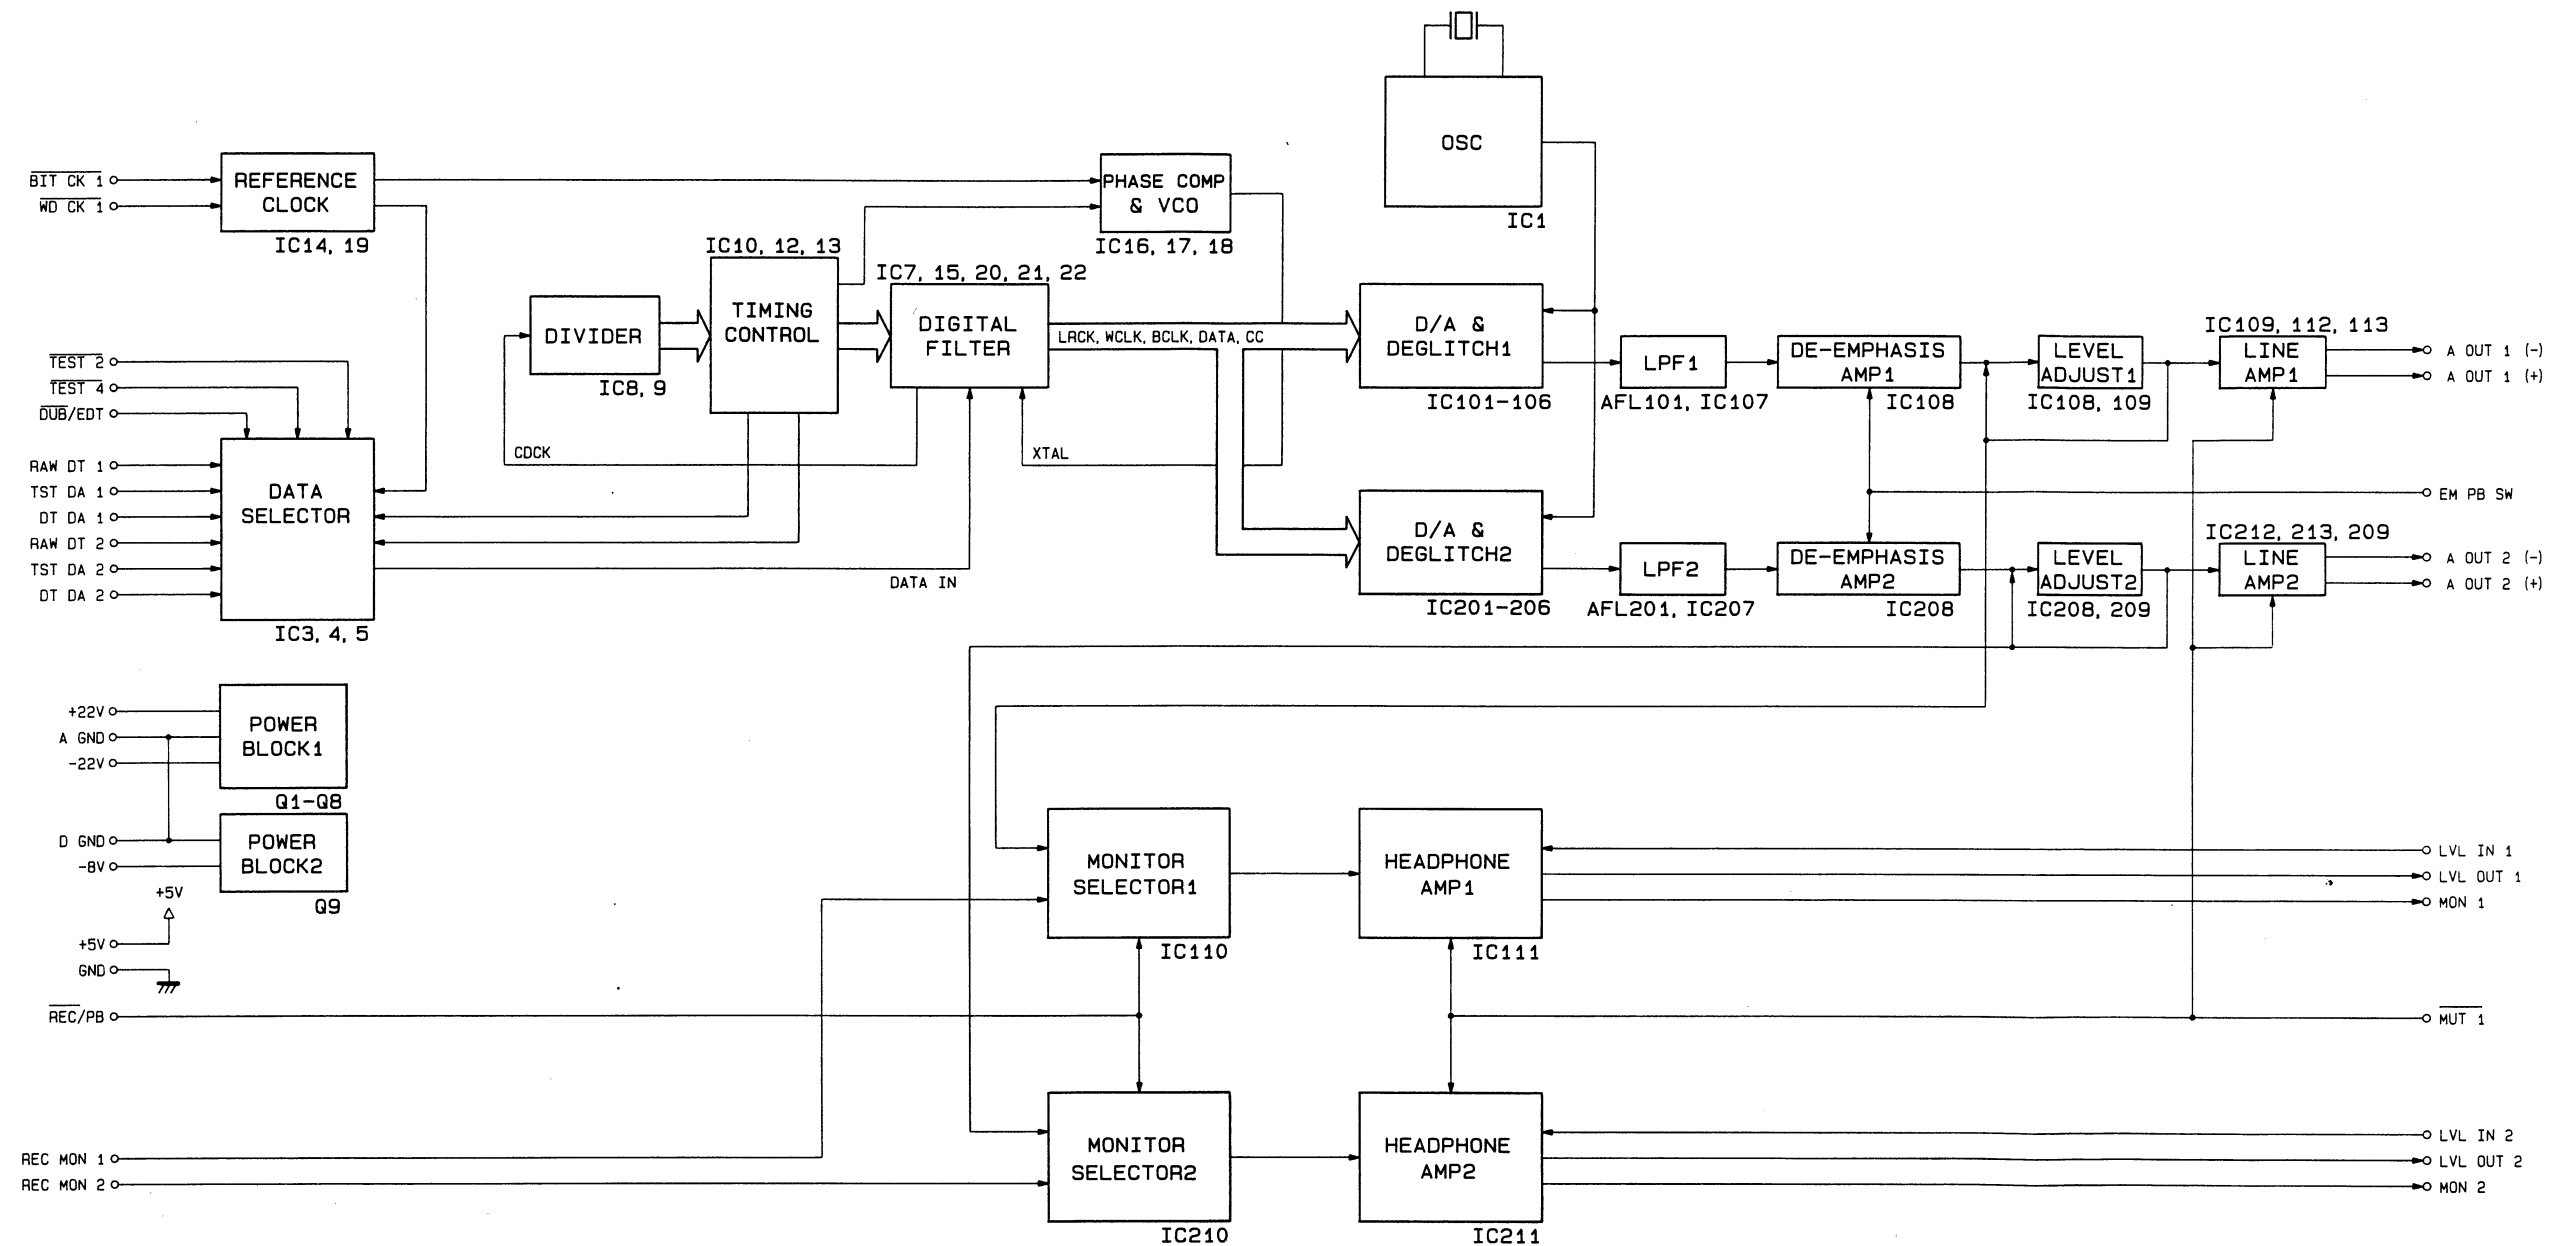 OSC
IC1
BIT CK 1
WD CK 1
REFERENCE
CLOCK
IC14, 19
PHASE COMP
& VCO
IC16, 17, 18
IC10, 12, 13
TIMING
CONTROL
IC7, 15, 20, 21, 22
DIGITAL
FILTER
DIVIDER
IC8, 9
LRCK, WCLK, BCLK, DATA, CC
CDCK
XTAL
DATA IN
TEST 2
TEST 4
DUB/EDT
RAW DT 1
TST DA 1
DT DA 1
RAW DT 2
TST DA 2
DT DA 2
DATA
SELECTOR
IC3, 4, 5
D/A &
DEGLITCH1
IC101-106
LPF1
AFL101, IC107
DE-EMPHASIS
AMP1
IC108
LEVEL
ADJUST1
IC108, 109
IC109, 112, 113
LINE
AMP1
A OUT 1 (-)
A OUT 1 (+)
EM PB SW
D/A &
DEGLITCH2
IC201-206
LPF2
AFL201, IC207
DE-EMPHASIS
AMP2
IC208
LEVEL
ADJUST2
IC208, 209
IC212, 213, 209
LINE
AMP2
A OUT 2 (-)
A OUT 2 (+)
+22V
A GND
-22V
POWER
BLOCK1
Q1-Q8
D GND
-8V
POWER
BLOCK2
Q9
+5V
+5V
GND
REC/PB
REC MON 1
REC MON 2
MONITOR
SELECTOR1
IC110
HEADPHONE
AMP1
IC111
LVL IN 1
LVL OUT 1
MON 1
MUT 1
MONITOR
SELECTOR2
IC210
HEADPHONE
AMP2
IC211
LVL IN 2
LVL OUT 2
MON 2